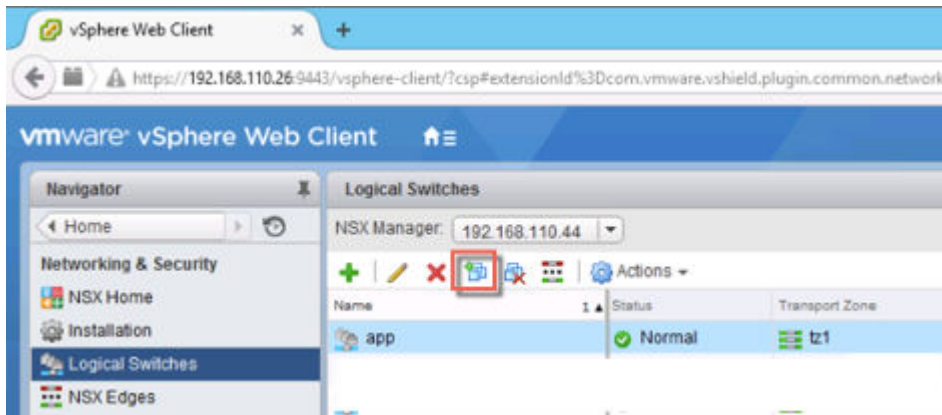 vSphere Web Client
https://192.168.110.26:9443/vsphere-client/?csp#extensionId%3Dcom.vmware.vshield.plugin.common.network
vmware vSphere Web Client
Navigator
Home
Networking & Security
NSX Home
Installation
Logical Switches
NSX Edges
Logical Switches
NSX Manager: 192.168.110.44
Actions
Name 1 Status Transport Zone
app Normal tz1